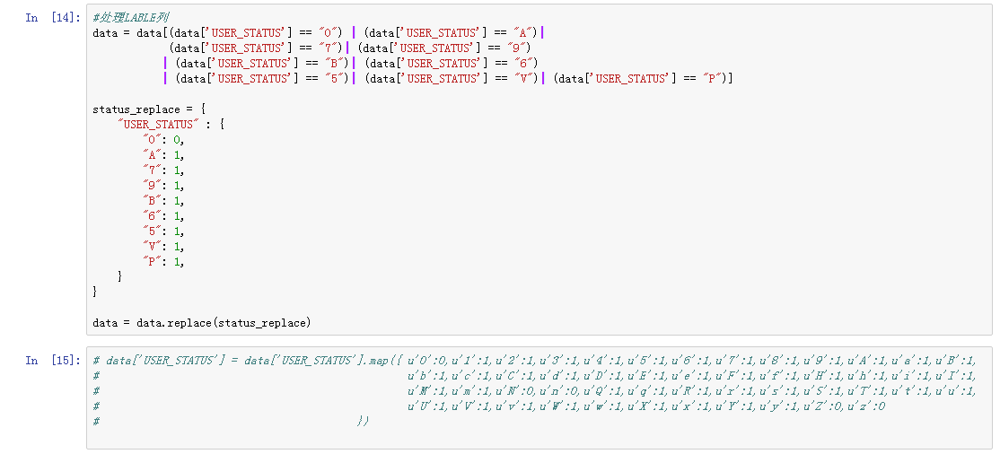 In [14]:
#处理LABLE列
data = data[(data['USER_STATUS'] == "0") | (data['USER_STATUS'] == "A")|
(data['USER_STATUS'] == "7")| (data['USER_STATUS'] == "9")
| (data['USER_STATUS'] == "B")| (data['USER_STATUS'] == "6")
| (data['USER_STATUS'] == "5")| (data['USER_STATUS'] == "V")| (data['USER_STATUS'] == "P")]
status_replace = {
"USER_STATUS" : {
"0": 0,
"A": 1,
"7": 1,
"9": 1,
"B": 1,
"6": 1,
"5": 1,
"V": 1,
"P": 1,
}
}
data = data.replace(status_replace)
In [15]:
# data['USER_STATUS'] = data['USER_STATUS'].map({ u'0':0,u'1':1,u'2':1,u'3':1,u'4':1,u'5':1,u'6':1,u'7':1,u'8':1,u'9':1,u'A':1,u'a':1,u'B':1,
# u'b':1,u'c':1,u'C':1,u'd':1,u'D':1,u'E':1,u'e':1,u'F':1,u'f':1,u'H':1,u'h':1,u'i':1,u'I':1,
# u'M':1,u'm':1,u'N':0,u'n':0,u'Q':1,u'q':1,u'R':1,u'r':1,u's':1,u'S':1,u'T':1,u't':1,u'u':1,
# u'U':1,u'V':1,u'v':1,u'W':1,u'w':1,u'X':1,u'x':1,u'Y':1,u'y':1,u'Z':0,u'z':0
# })